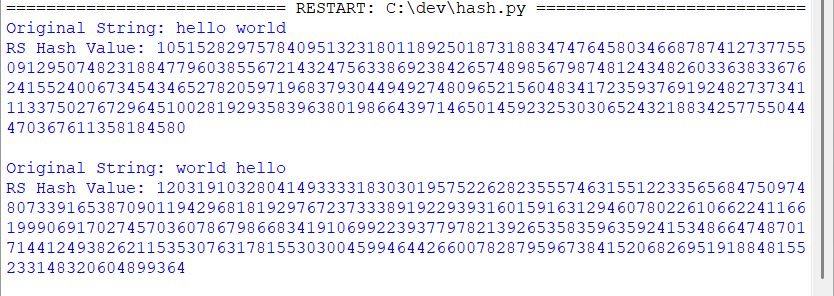 ============================ RESTART: C:\dev\hash.py ===========================
Original String: hello world
RS Hash Value: 10515282975784095132318011892501873188347476458034668787412737755
09129507482318847796038556721432475633869238426574898567987481243482603363833676
24155240067345434652782059719683793044949274809652156048341723593769192482737341
11337502767296451002819293583963801986643971465014592325303065243218834257755044
470367611358184580
Original String: world hello
RS Hash Value: 12031910328041493333183030195752262823555746315512233565684750974
80733916538709011942968181929767237333891922939316015916312946078022610662241166
19990691702745703607867986683419106992239377978213926535835963592415348664748701
71441249382621153530763178155303004599464426600782879596738415206826951918848155
233148320604899364